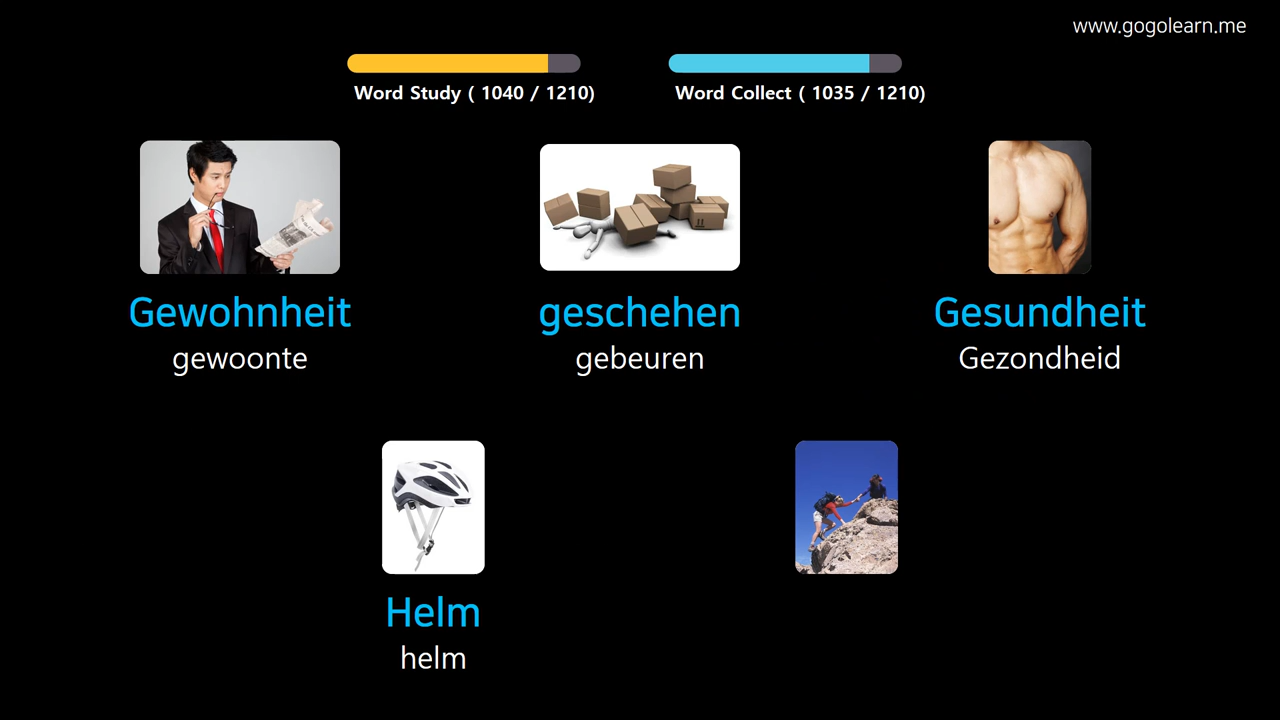 www.gogolearn.me
Word Study ( 1040 / 1210)
Word Collect ( 1035 / 1210)
Gewohnheit
gewoonte
geschehen
gebeuren
Gesundheit
Gezondheid
Helm
helm